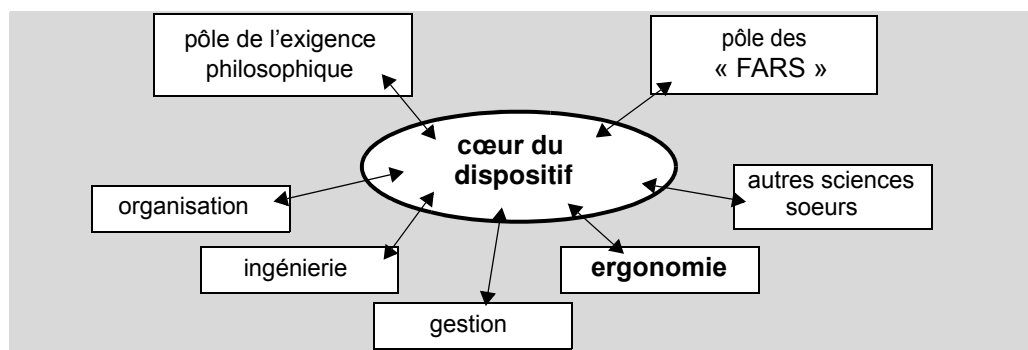 pôle de l’exigence
philosophique
pôle des
« FARS »
cœur du
dispositif
autres sciences
soeurs
organisation
ingénierie
ergonomie
gestion